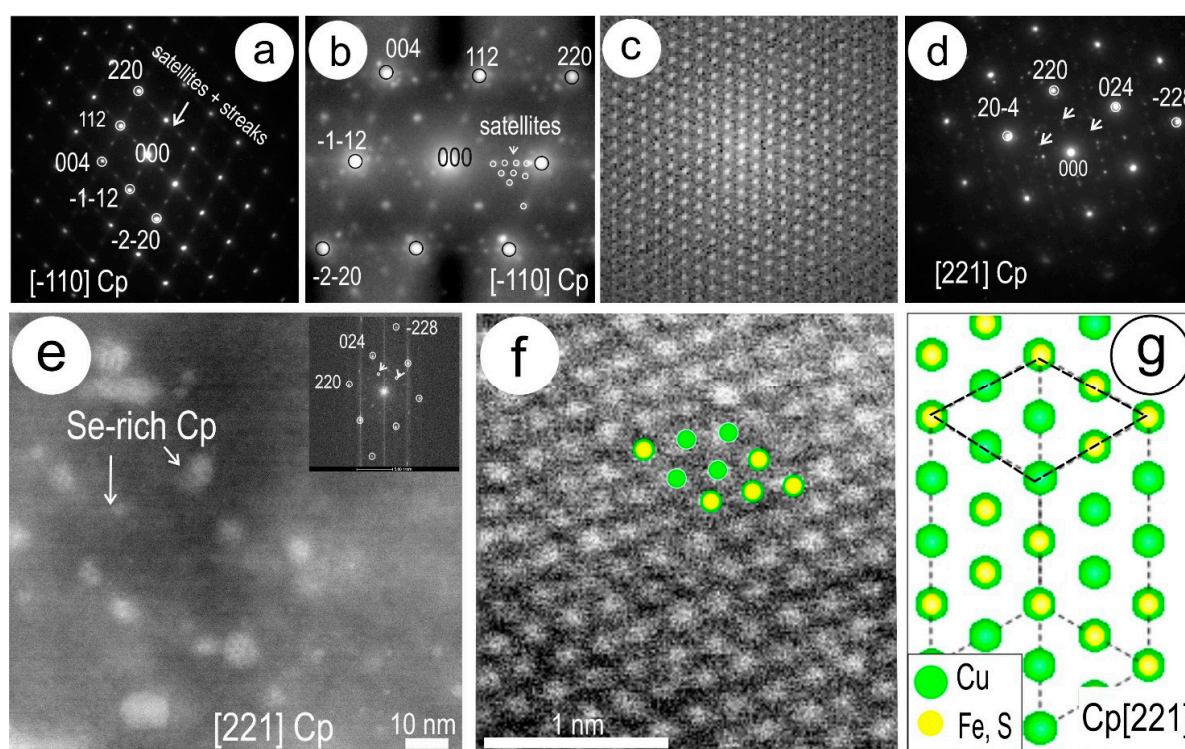 a
220
satellites + streaks
112
000
004
-1-12
-2-20
[-110] Cp
b
004
112
220
satellites
-1-12
000
-2-20
[-110] Cp
c
d
220
024
-228
20-4
000
[221] Cp
e
-228
024
220
Se-rich Cp
[221] Cp
10 nm
f
1 nm
g
Cu
Fe, S
Cp[221]